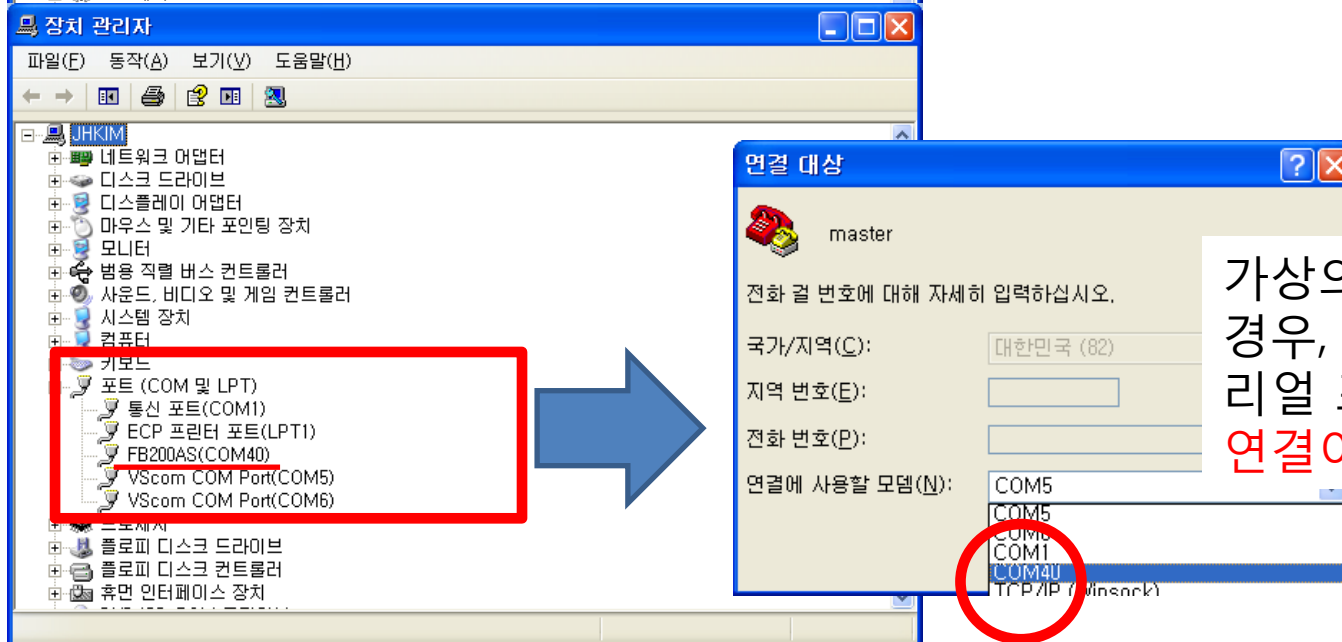 장치 관리자
파일(F) 동작(A) 보기(V) 도움말(H)
JHKIM
네트워크 어댑터
디스크 드라이브
디스플레이 어댑터
마우스 및 기타 포인팅 장치
모니터
범용 직렬 버스 컨트롤러
사운드, 비디오 및 게임 컨트롤러
시스템 장치
컴퓨터
키보드
포트 (COM 및 LPT)
통신 포트(COM1)
ECP 프린터 포트(LPT1)
FB200AS(COM40)
VScom COM Port(COM5)
VScom COM Port(COM6)
프로세서
플로피 디스크 드라이브
플로피 디스크 컨트롤러
휴먼 인터페이스 장치
연결 대상
master
전화 걸 번호에 대해 자세히 입력하십시오.
국가/지역(C): 대한민국 (82)
지역 번호(E):
전화 번호(P):
연결에 사용할 모뎀(N): COM5
COM5
COM6
COM1
COM40
TCP/IP (Winsock)
가상의
경우,
리얼
연결이